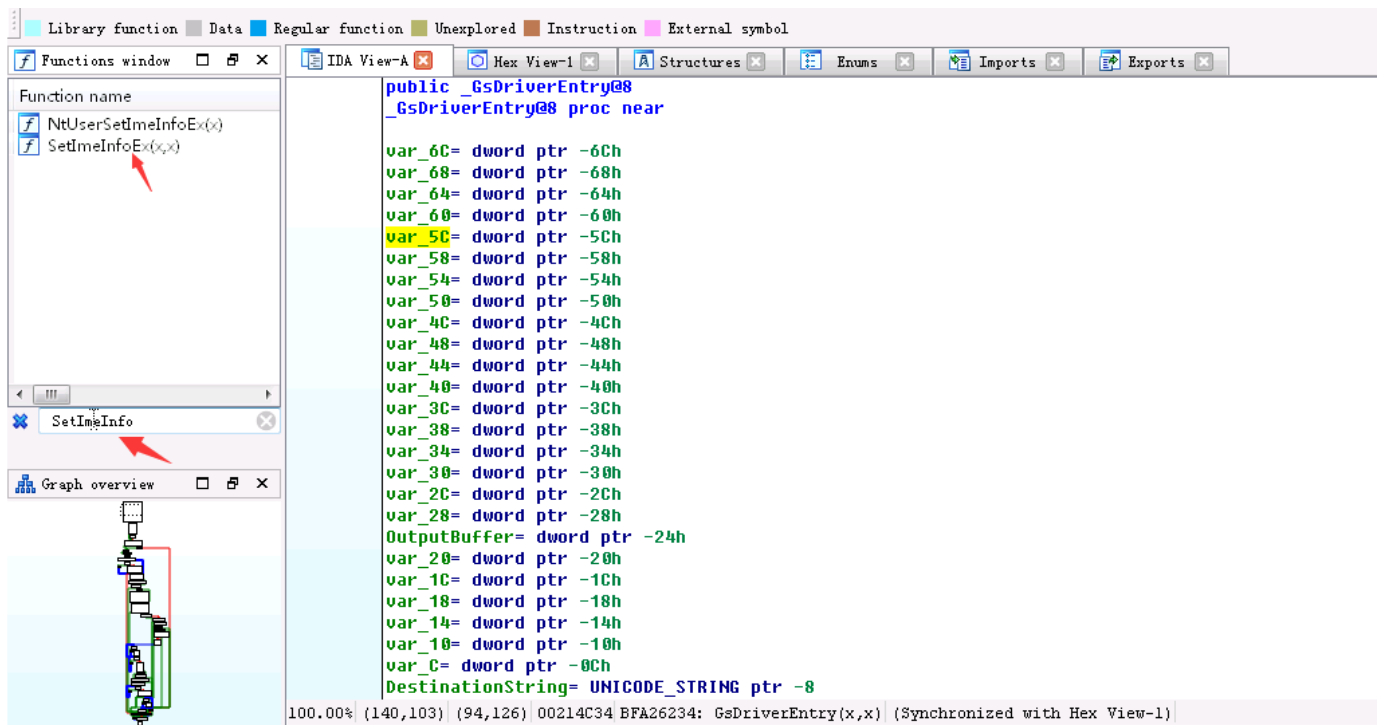 Library function Data Regular function Unexplored Instruction External symbol
Functions window
IDA View-A Hex View-1 Structures Enums Imports Exports
Function name
NtUserSetImeInfoEx(x)
SetImeInfoEx(x,x)
SetImeInfo
Graph overview
public _GsDriverEntry@8
_GsDriverEntry@8 proc near
var_6C= dword ptr -6Ch
var_68= dword ptr -68h
var_64= dword ptr -64h
var_60= dword ptr -60h
var_5C= dword ptr -5Ch
var_58= dword ptr -58h
var_54= dword ptr -54h
var_50= dword ptr -50h
var_4C= dword ptr -4Ch
var_48= dword ptr -48h
var_44= dword ptr -44h
var_40= dword ptr -40h
var_3C= dword ptr -3Ch
var_38= dword ptr -38h
var_34= dword ptr -34h
var_30= dword ptr -30h
var_2C= dword ptr -2Ch
var_28= dword ptr -28h
OutputBuffer= dword ptr -24h
var_20= dword ptr -20h
var_1C= dword ptr -1Ch
var_18= dword ptr -18h
var_14= dword ptr -14h
var_10= dword ptr -10h
var_C= dword ptr -0Ch
DestinationString= UNICODE_STRING ptr -8
100.00% (140,103) (94,126) 00214C34 BFA26234: GsDriverEntry(x,x) (Synchronized with Hex View-1)